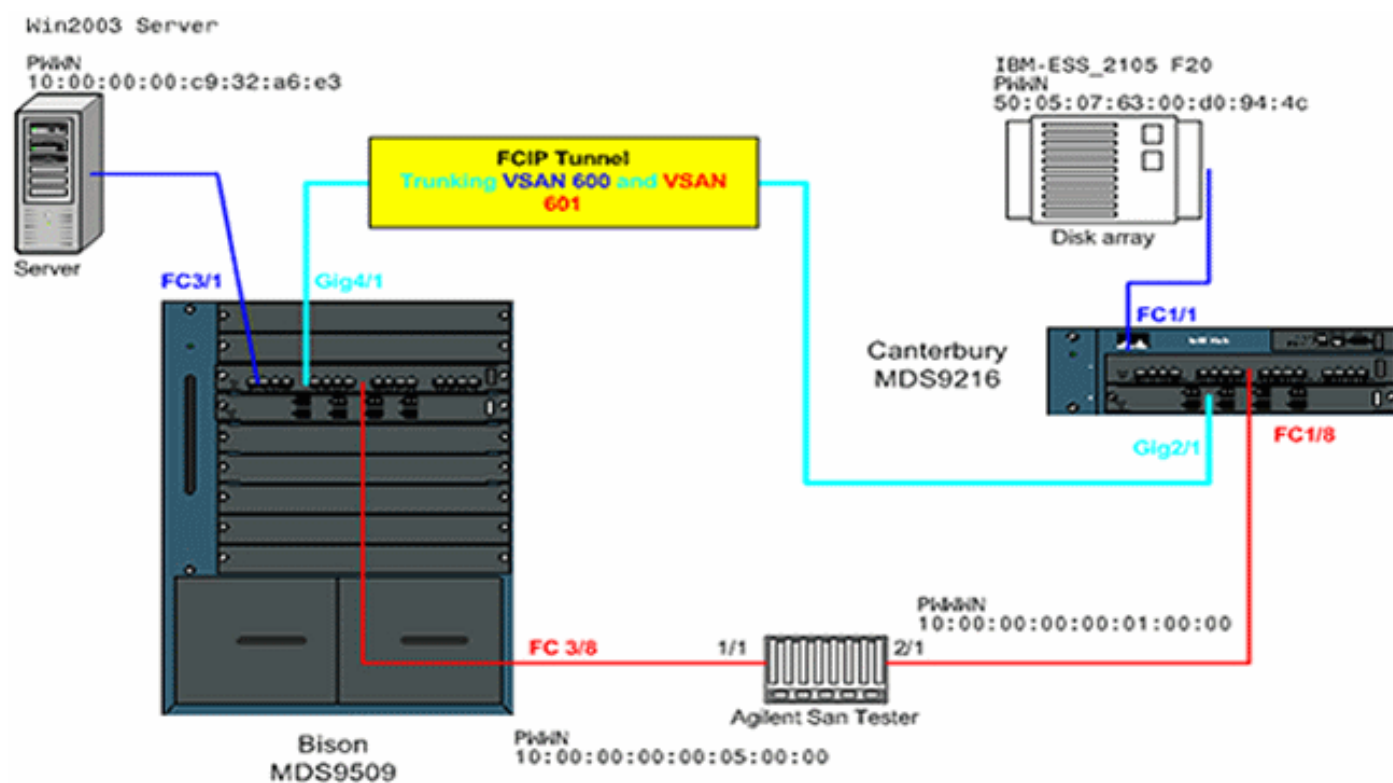 Win2003 Server
PWWN
10:00:00:00:c9:32:a6:e3
Server
FCIP Tunnel
Trunking VSAN 600 and VSAN
601
IBM-ESS_2105 F20
PWWN
50:05:07:63:00:d0:94:4c
Disk array
FC3/1
Gig4/1
FC1/1
Canterbury
MDS9216
Gig2/1
FC1/8
PWWN
10:00:00:00:00:01:00:00
FC 3/8
1/1
2/1
Agilent San Tester
Bison
MDS9509
PWWN
10:00:00:00:00:05:00:00